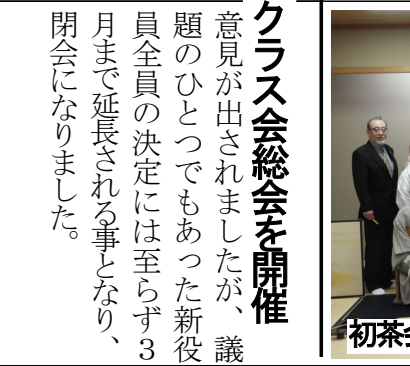 クラス会総会を開催
意見が出されましたが、議
題のひとつでもあった新役
員全員の決定には至らず3
月まで延長される事となり、
閉会になりました。
初茶会